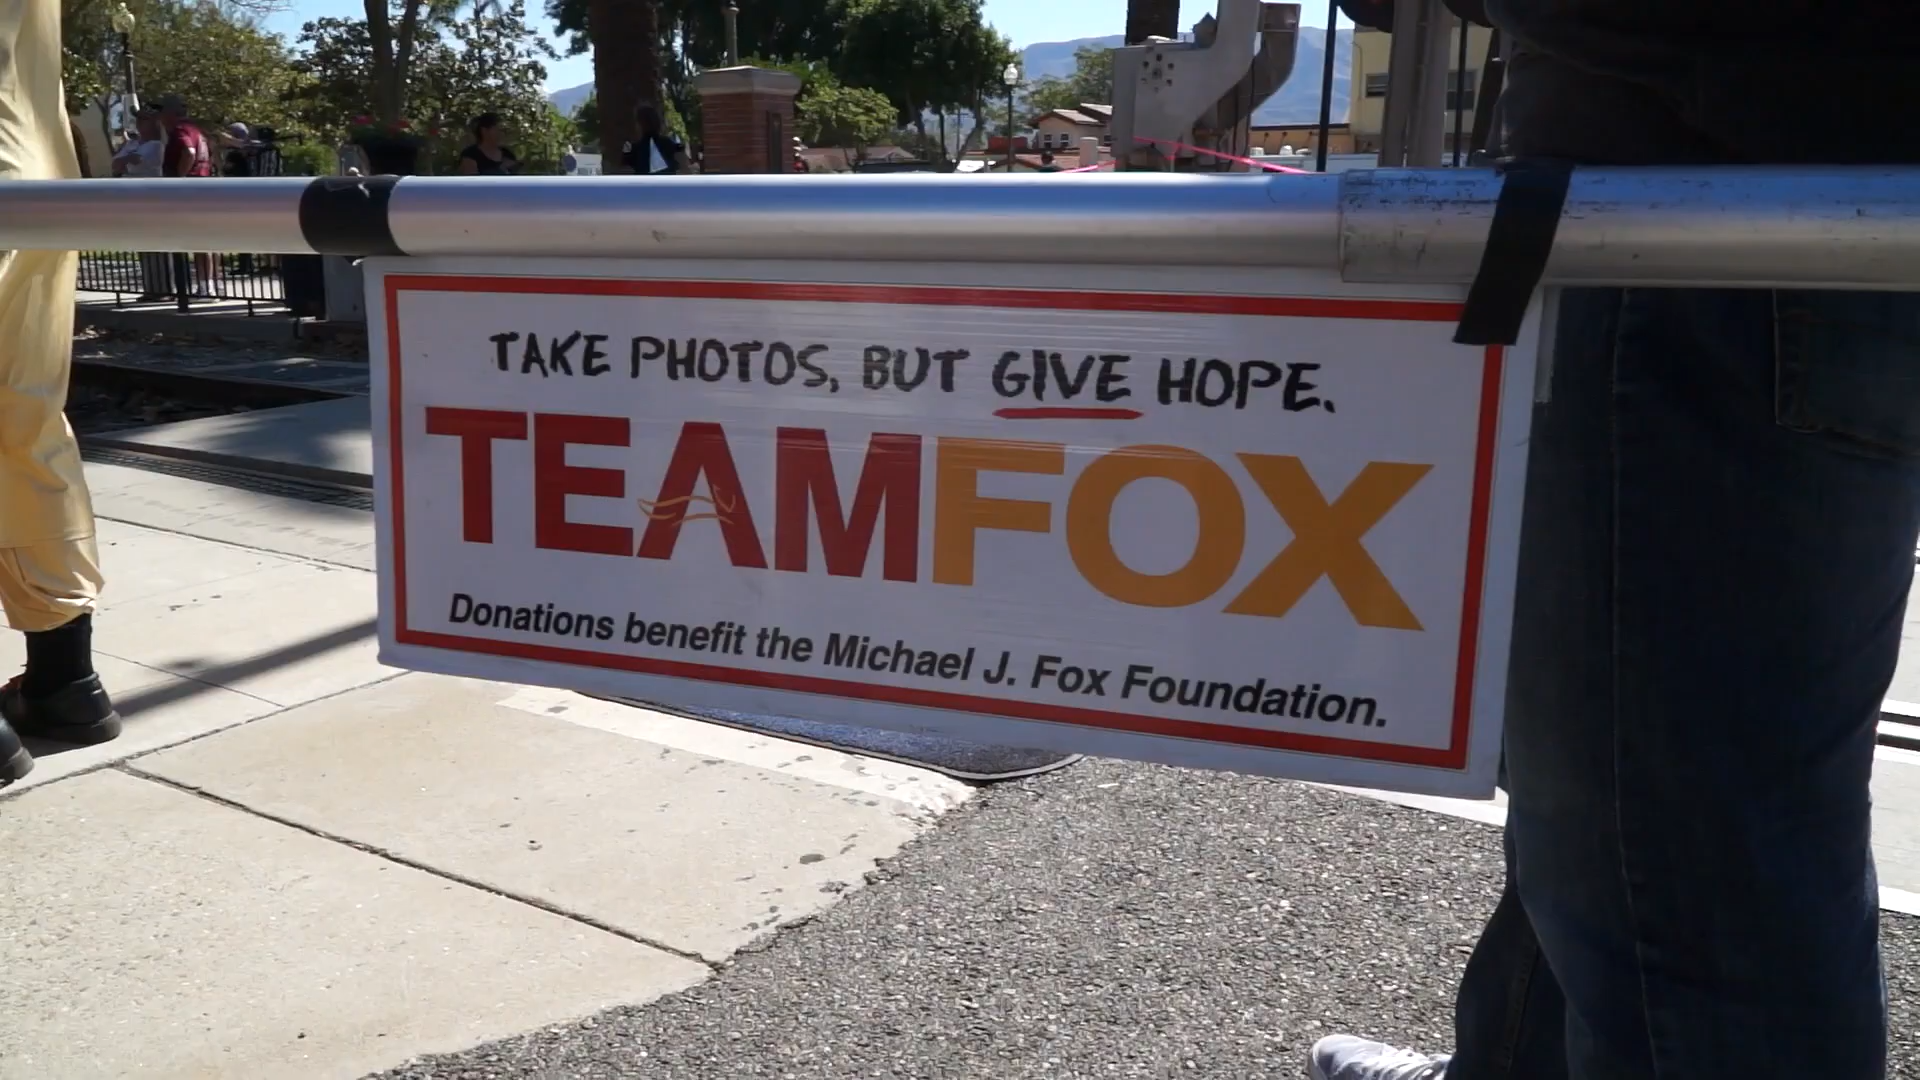 TAKE PHOTOS, BUT GIVE HOPE.
TEAMFOX
Donations benefit the Michael J. Fox Foundation.